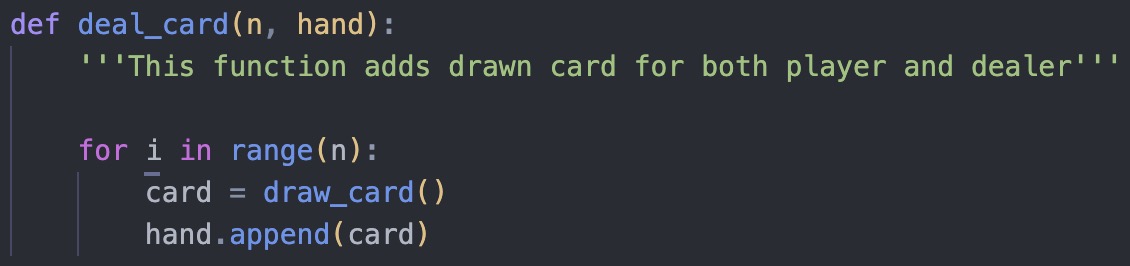 def deal_card(n, hand):
    '''This function adds drawn card for both player and dealer'''
    for i in range(n):
        card = draw_card()
        hand.append(card)